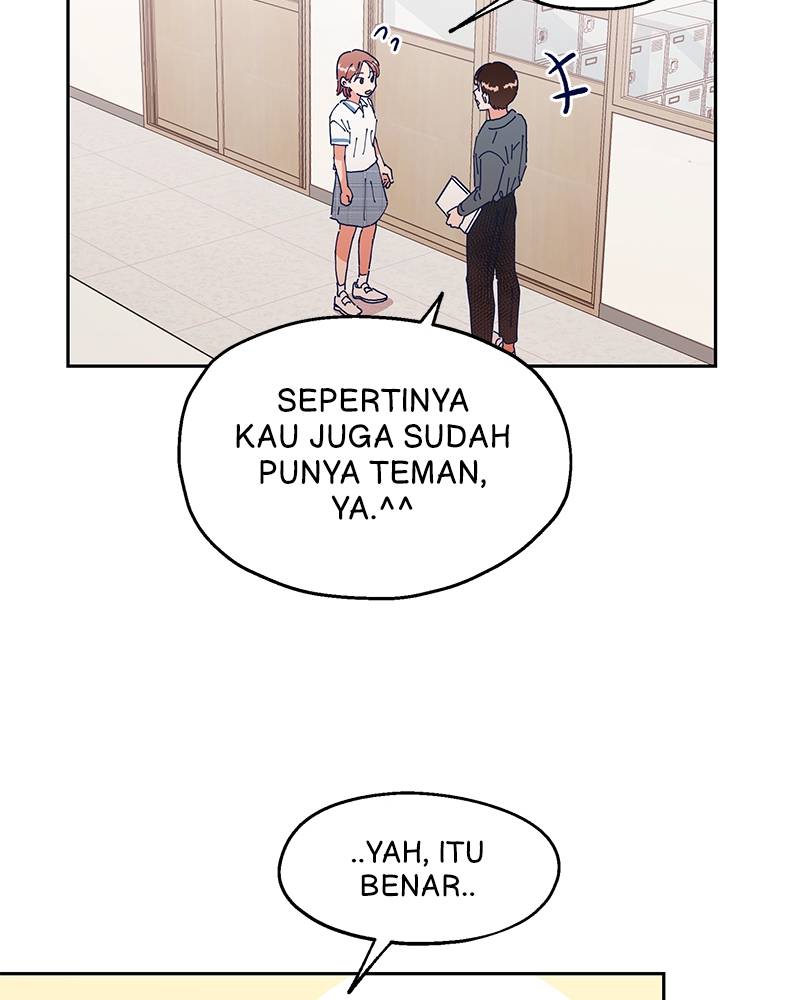 SEPERTINYA
KAU JUGA SUDAH
PUNYA TEMAN,
YA.^^
..YAH, ITU
BENAR..